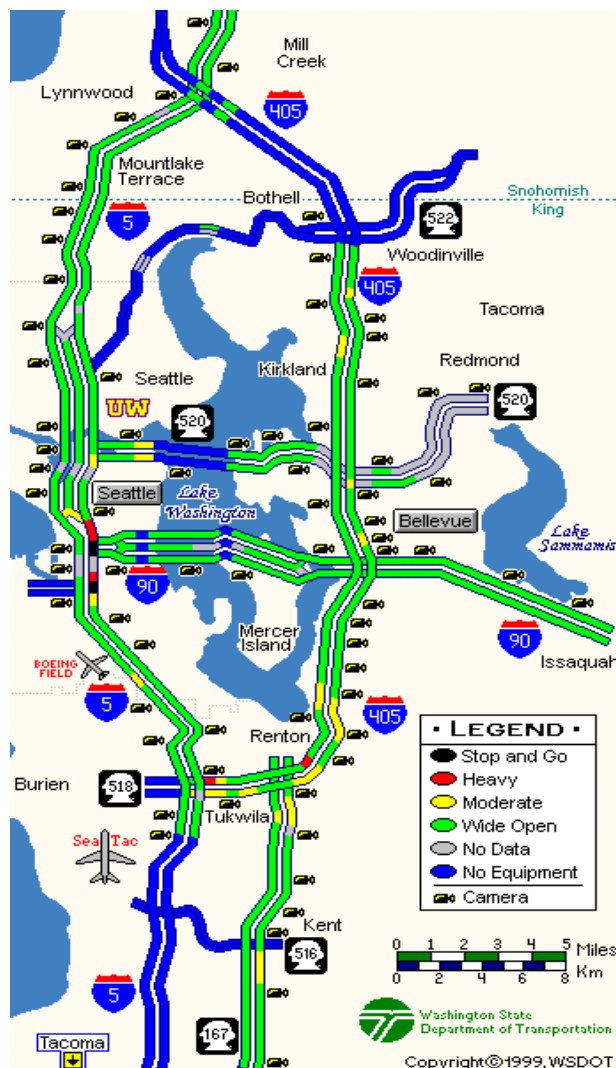 Mill
Creek
Lynnwood
405
Mountlake
Terrace
Bothell
Snohomish
King
5
522
Woodinville
405
Tacoma
Redmond
Kirkland
Seattle
UW
520
520
Seattle
Lake
Washington
Bellevue
Lake
Sammamis
90
Mercer
Island
90
Issaquah
BOEING
FIELD
5
405
Renton
• LEGEND •
Stop and Go
Heavy
Moderate
Wide Open
No Data
No Equipment
Camera
Burien
518
Tukwila
Sea Tac
Kent
516
0 1 2 3 4 5 Miles
0 2 4 6 8 Km
5
167
Washington State
Department of Transportation
Tacoma
Copyright©1999, WSDOT